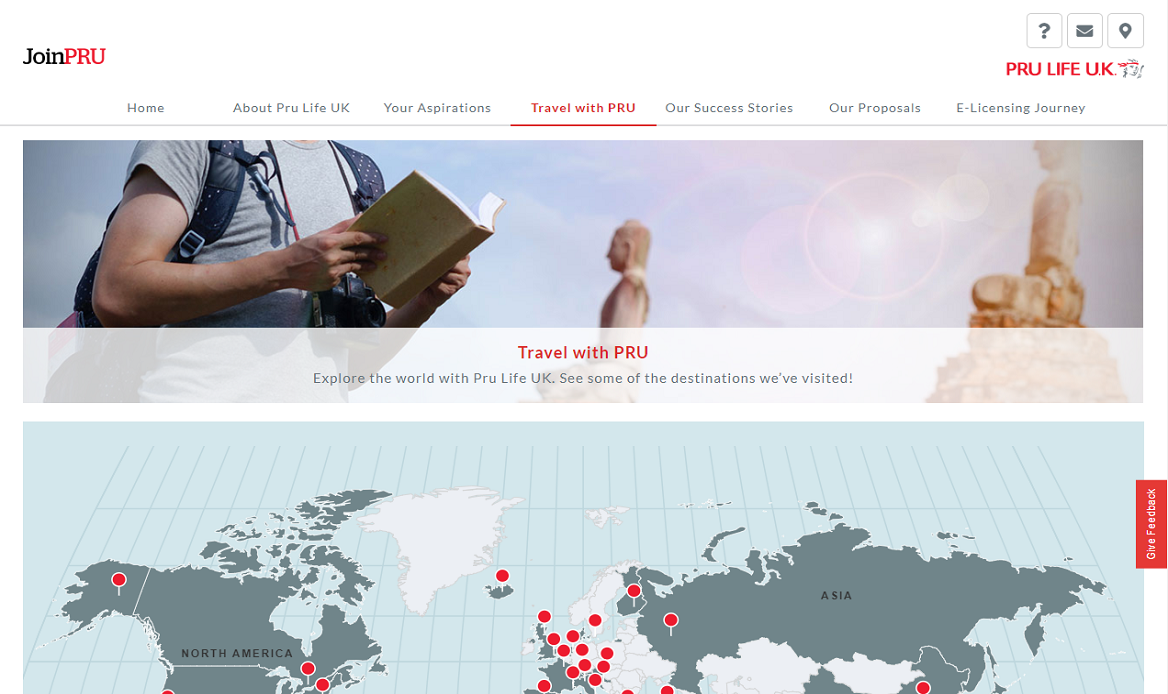 JoinPRU
?
PRU LIFE U.K.
Home About Pru Life UK Your Aspirations Travel with PRU Our Success Stories Our Proposals E-Licensing Journey
Travel with PRU
Explore the world with Pru Life UK. See some of the destinations we've visited!
Give Feedback
ASIA
NORTH AMERICA